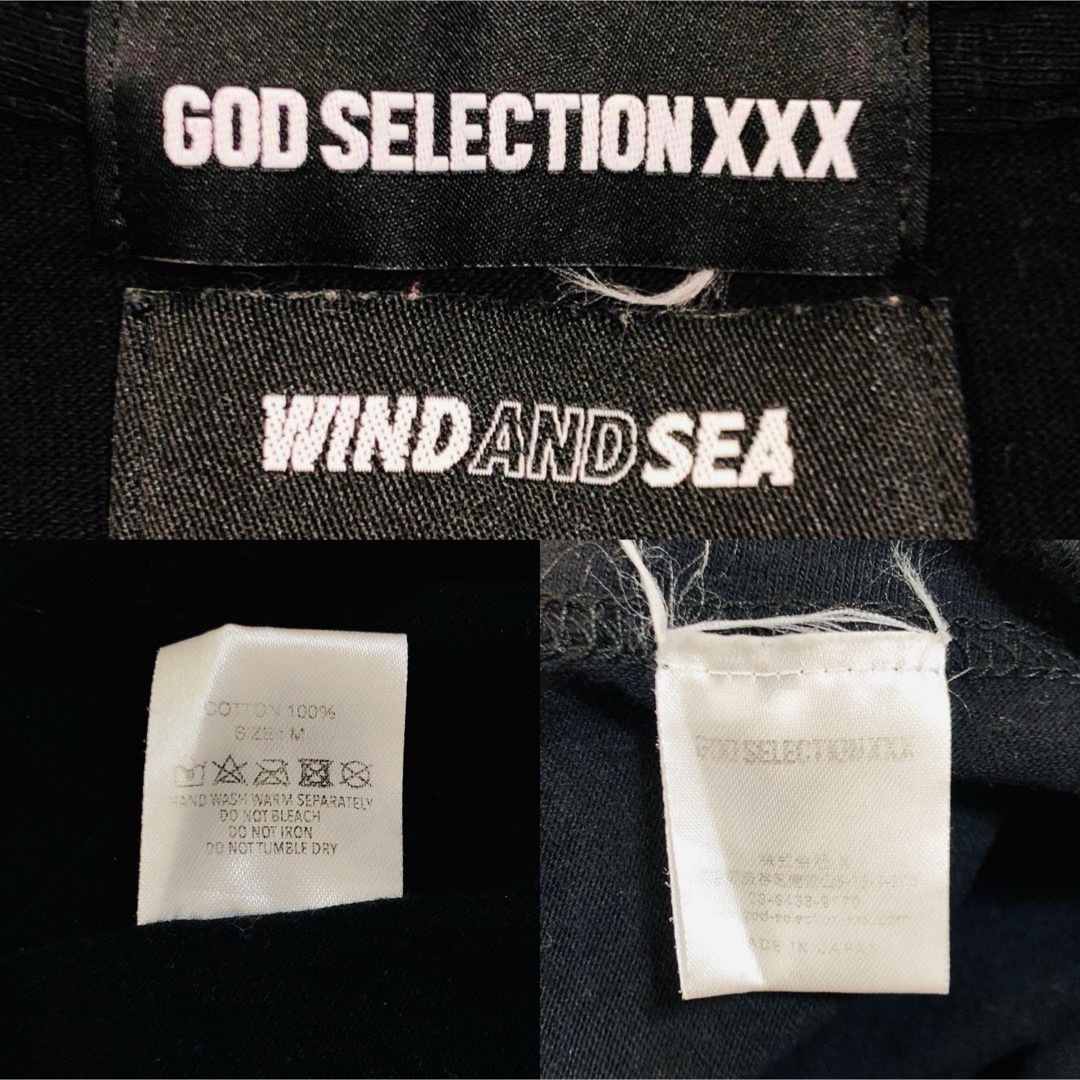 GOD SELECTION XXX
WIND AND SEA
COTTON 100%
SIZE : M
HAND WASH WARM SEPARATELY
DO NOT BLEACH
DO NOT IRON
DO NOT TUMBLE DRY
GOD SELECTION XXX
MADE IN JAPAN